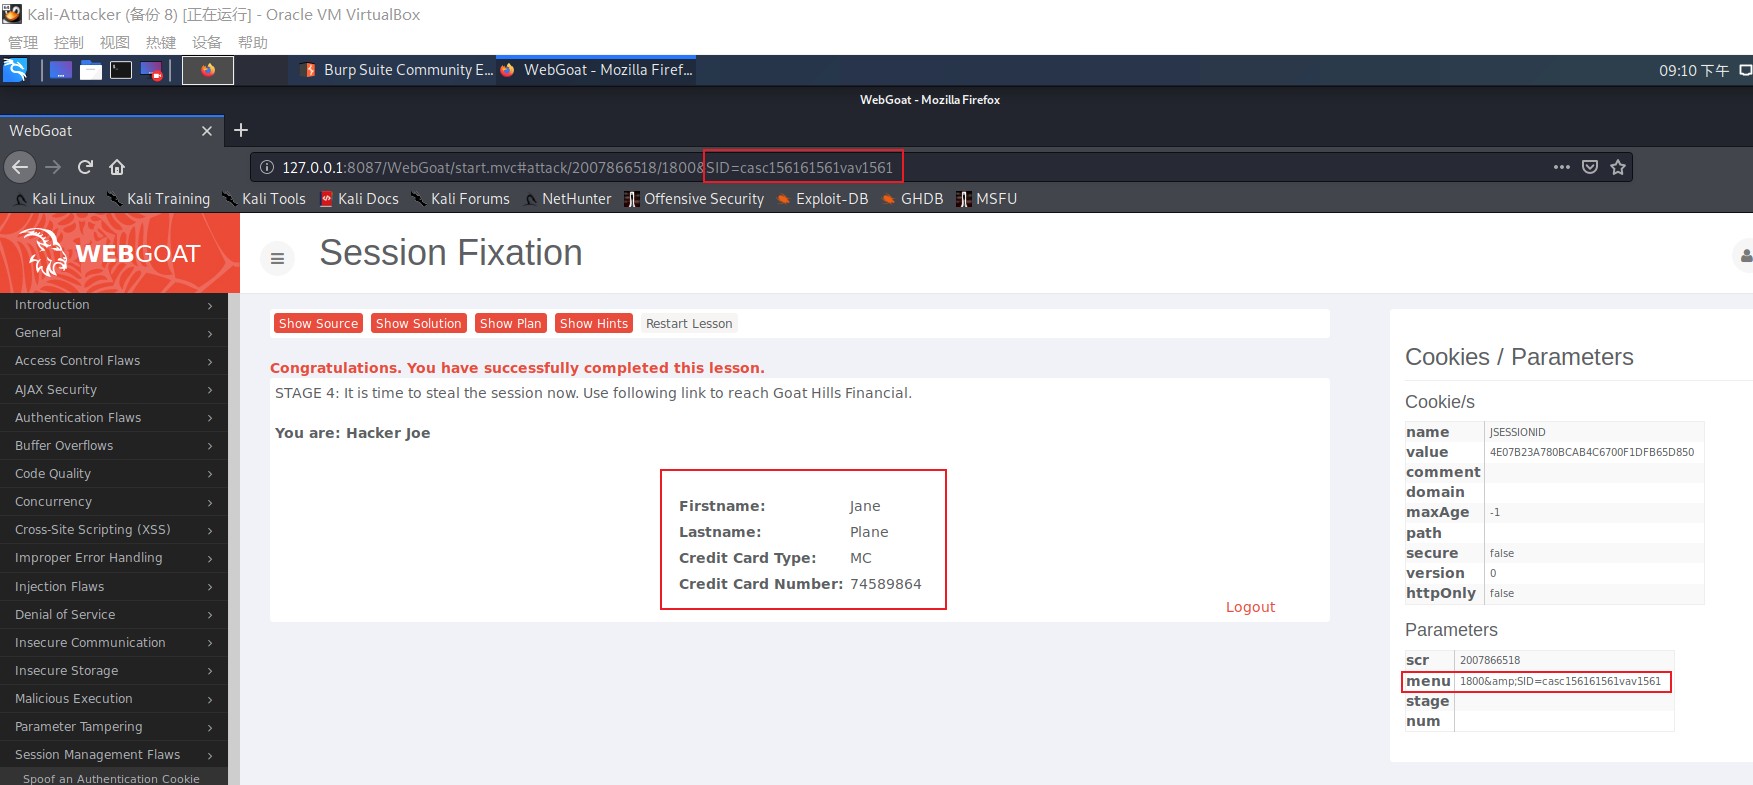 Kali-Attacker (备份 8) [正在运行] - Oracle VM VirtualBox
管理 控制 视图 热键 设备 帮助
Burp Suite Community E... WebGoat - Mozilla Firef... 09:10 下午
WebGoat - Mozilla Firefox
WebGoat
127.0.0.1:8087/WebGoat/start.mvc#attack/2007866518/1800&SID=casc156161561vav1561
Kali Linux Kali Training Kali Tools Kali Docs Kali Forums NetHunter Offensive Security Exploit-DB GHDB MSFU
WEBGOAT
Session Fixation
Introduction
General
Access Control Flaws
AJAX Security
Authentication Flaws
Buffer Overflows
Code Quality
Concurrency
Cross-Site Scripting (XSS)
Improper Error Handling
Injection Flaws
Denial of Service
Insecure Communication
Insecure Storage
Malicious Execution
Parameter Tampering
Session Management Flaws
Spoof an Authentication Cookie
Show Source Show Solution Show Plan Show Hints Restart Lesson
Congratulations. You have successfully completed this lesson.
STAGE 4: It is time to steal the session now. Use following link to reach Goat Hills Financial.
You are: Hacker Joe
Firstname: Jane
Lastname: Plane
Credit Card Type: MC
Credit Card Number: 74589864
Logout
Cookies / Parameters
Cookie/s
name JSESSIONID
value 4E07B23A780BCAB4C6700F1DFB65D850
comment
domain
maxAge -1
path
secure false
version 0
httpOnly false
Parameters
scr 2007866518
menu 1800&amp;SID=casc156161561vav1561
stage
num